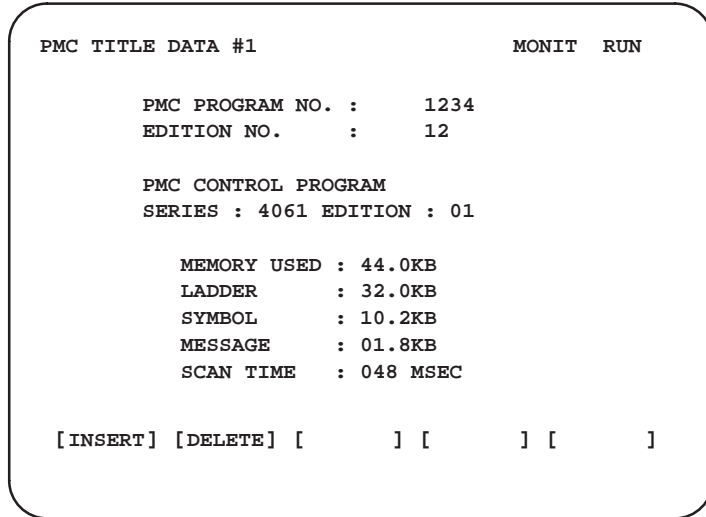 PMC TITLE DATA #1 MONIT RUN
PMC PROGRAM NO. : 1234
EDITION NO. : 12
PMC CONTROL PROGRAM
SERIES : 4061 EDITION : 01
MEMORY USED : 44.0KB
LADDER : 32.0KB
SYMBOL : 10.2KB
MESSAGE : 01.8KB
SCAN TIME : 048 MSEC
[INSERT] [DELETE] [ ] [ ] [ ]